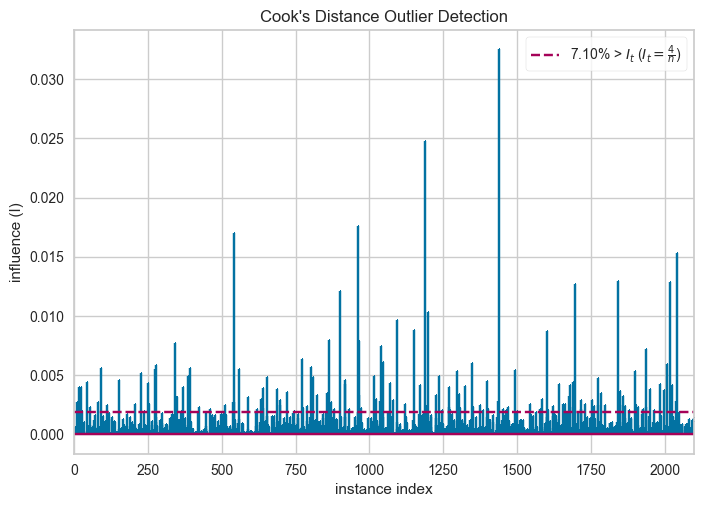 Cook's Distance Outlier Detection
7.10% > I_t (I_t = 4/n)
influence (I)
0.030
0.025
0.020
0.015
0.010
0.005
0.000
0 250 500 750 1000 1250 1500 1750 2000
instance index